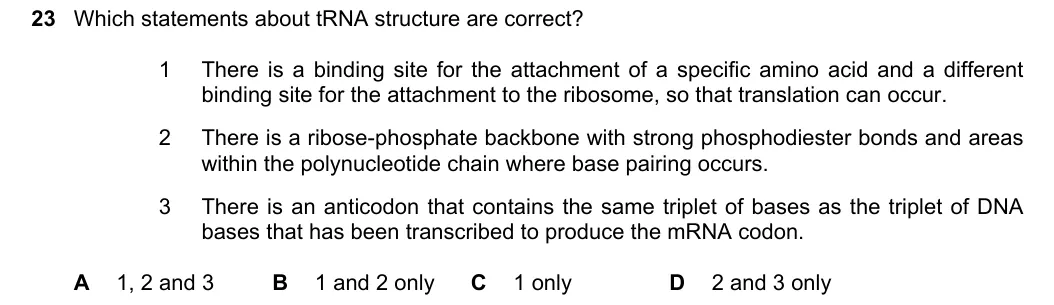 23 Which statements about tRNA structure are correct?
1 There is a binding site for the attachment of a specific amino acid and a different
binding site for the attachment to the ribosome, so that translation can occur.
2 There is a ribose-phosphate backbone with strong phosphodiester bonds and areas
within the polynucleotide chain where base pairing occurs.
3 There is an anticodon that contains the same triplet of bases as the triplet of DNA
bases that has been transcribed to produce the mRNA codon.
A 1, 2 and 3 B 1 and 2 only C 1 only D 2 and 3 only